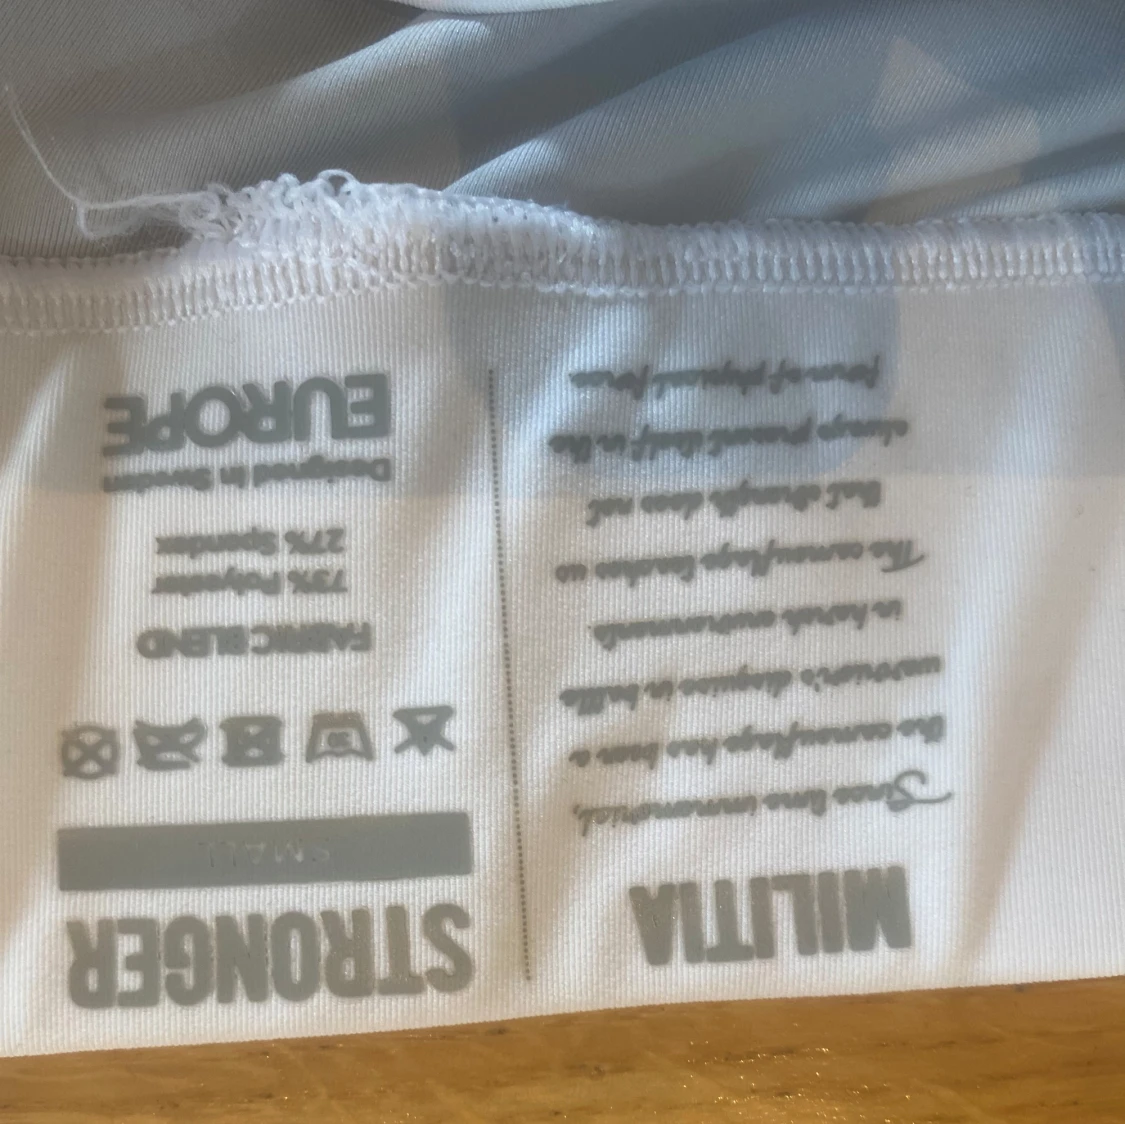 STRONGER
SMALL
30
FABRIC BLEND
73% Polyester
27% Spandex
Designed in Sweden
EUROPE
MILITIA
Since time immemorial,
the camouflage has been a
warrior's disguise in battle
in harsh environments.
The camouflage teaches us
that strength does not
always present itself in the
form of physical force.